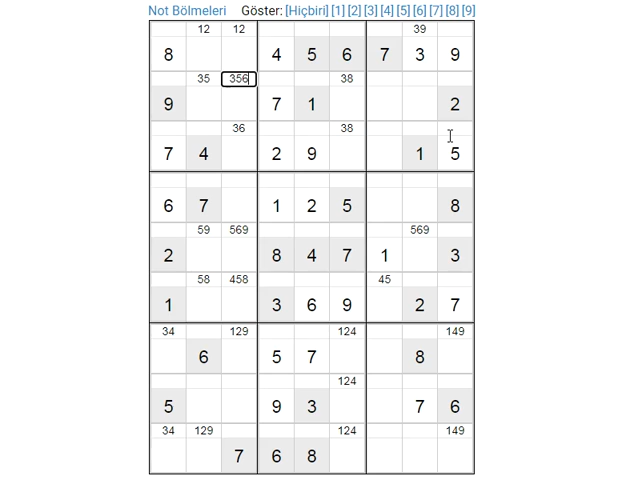 Not Bölmeleri Göster: [Hiçbiri] [1] [2] [3] [4] [5] [6] [7] [8] [9]
12 12 39
8 4 5 6 7 3 9
35 356 38
9 7 1 2
36 38
7 4 2 9 1 5
6 7 1 2 5 8
59 569 569
2 8 4 7 1 3
58 458 45
1 3 6 9 2 7
34 129 124 149
6 5 7 8
124
5 9 3 7 6
34 129 124 149
7 6 8